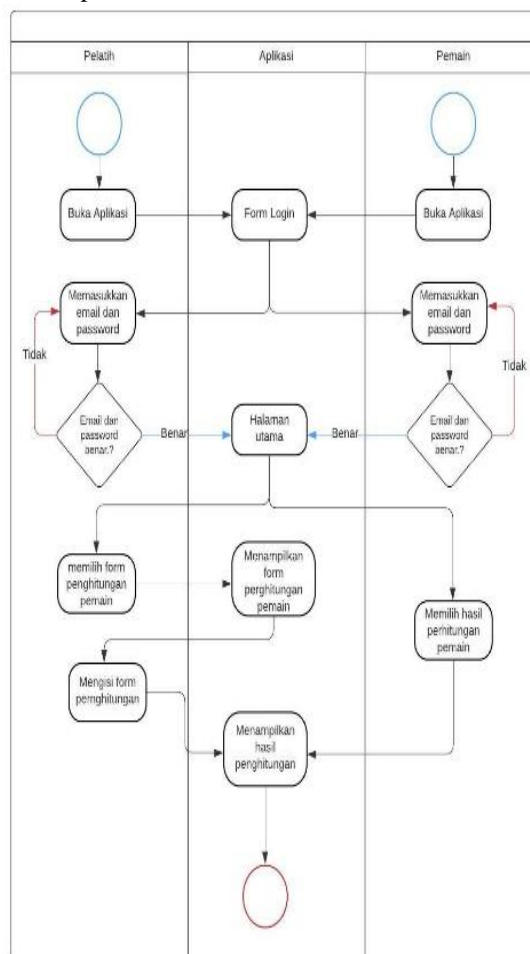 Pelatih
Aplikasi
Pemain
Buka Aplikasi
Form Login
Buka Aplikasi
Memasukkan
email dan
password
Memasukkan
email dan
password
Tidak
Tidak
Email dan
password
benar.?
Benar
Halaman
utama
Benar
Email dan
password
benar.?
memilih form
penghitungan
pemain
Menampilkan
form
perghitungan
pemain
Memilih hasil
perhitungan
pemain
Mengisi form
pernghitungan
Menampilkan
hasil
penghitungan